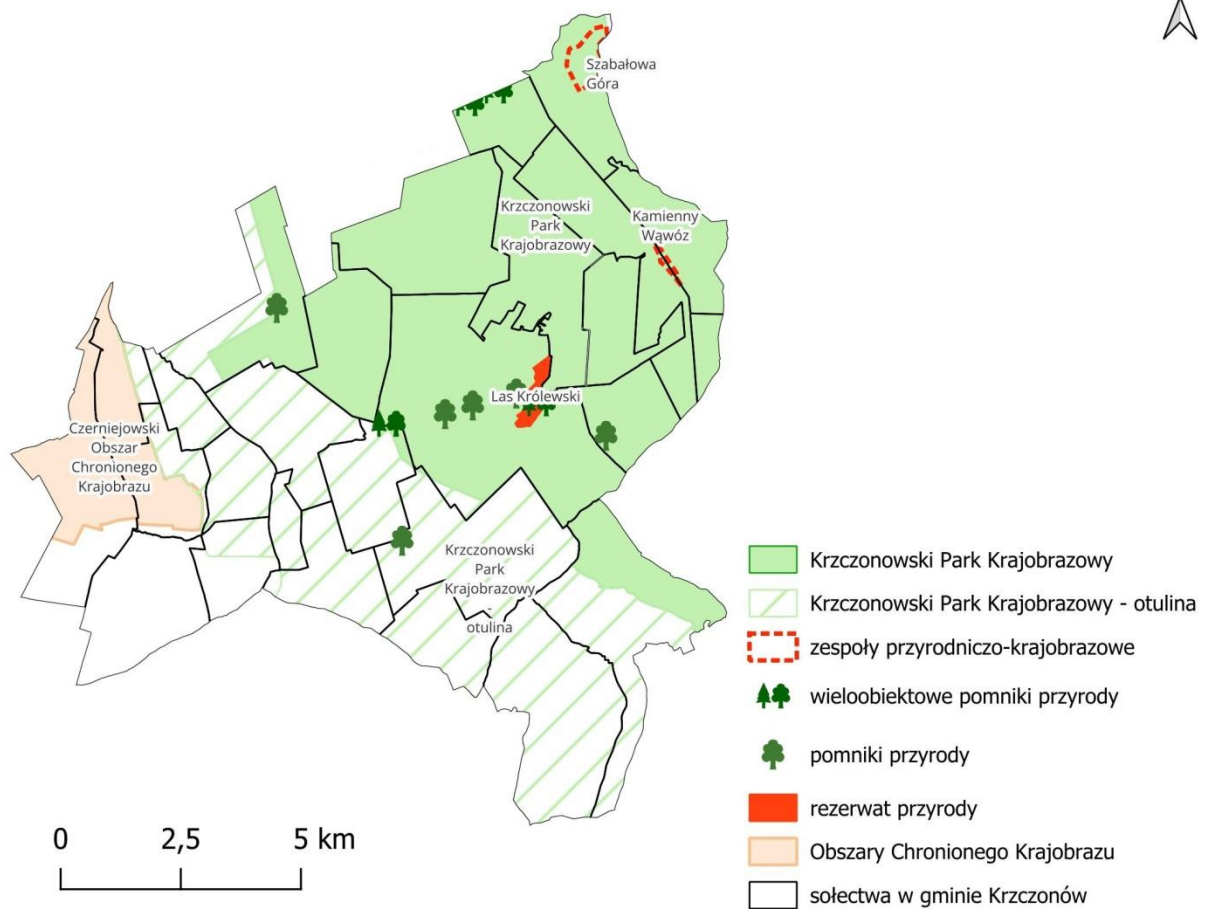 Szabałowa
Góra
Krzczonowski
Park
Krajobrazowy
Kamienny
Wąwóz
Las Królewski
Czerniejowski
Obszar
Chronionego
Krajobrazu
Krzczonowski
Park
Krajobrazowy
-
otulina
Krzczonowski Park Krajobrazowy
Krzczonowski Park Krajobrazowy - otulina
zespoły przyrodniczo-krajobrazowe
wieloobiektowe pomniki przyrody
pomniki przyrody
rezerwat przyrody
Obszary Chronionego Krajobrazu
sołectwa w gminie Krzczonów
0 2,5 5 km